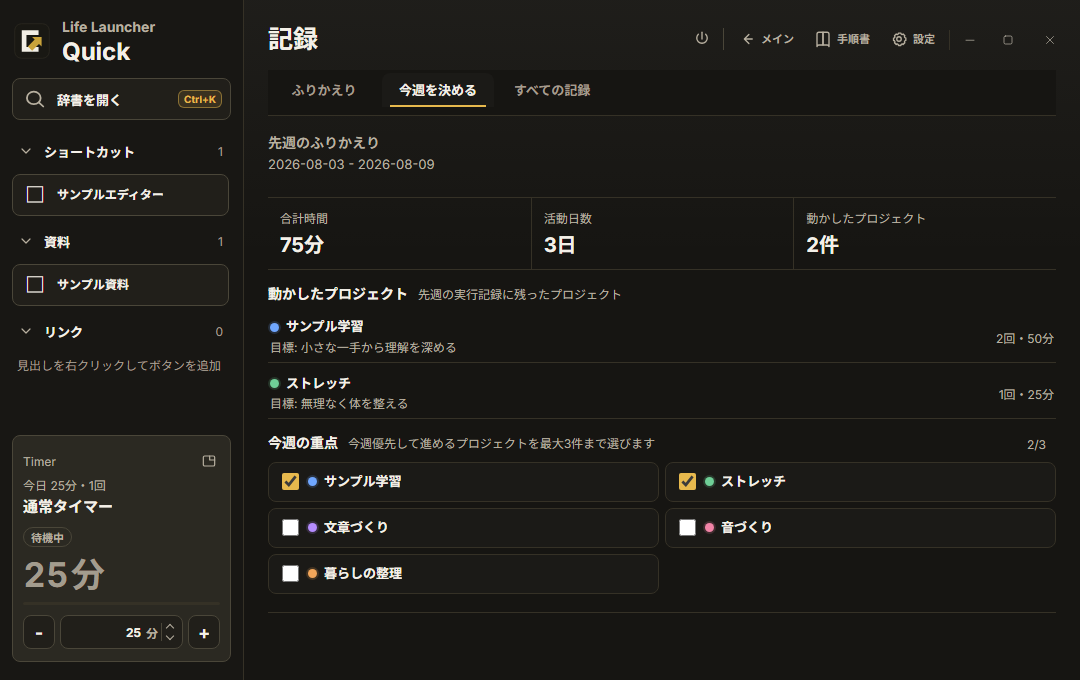 Life Launcher
Quick
辞書を開く Ctrl+K
ショートカット 1
サンプルエディター
資料 1
サンプル資料
リンク 0
見出しを右クリックしてボタンを追加
Timer
今日 25分・1回
通常タイマー
待機中
25分
- 25 分 +
記録
メイン 手順書 設定
ふりかえり 今週を決める すべての記録
先週のふりかえり
2026-08-03 - 2026-08-09
合計時間 活動日数 動かしたプロジェクト
75分 3日 2件
動かしたプロジェクト 先週の実行記録に残ったプロジェクト
サンプル学習
目標: 小さな一手から理解を深める
2回・50分
ストレッチ
目標: 無理なく体を整える
1回・25分
今週の重点 今週優先して進めるプロジェクトを最大3件まで選びます 2/3
サンプル学習 ストレッチ
文章づくり 音づくり
暮らしの整理